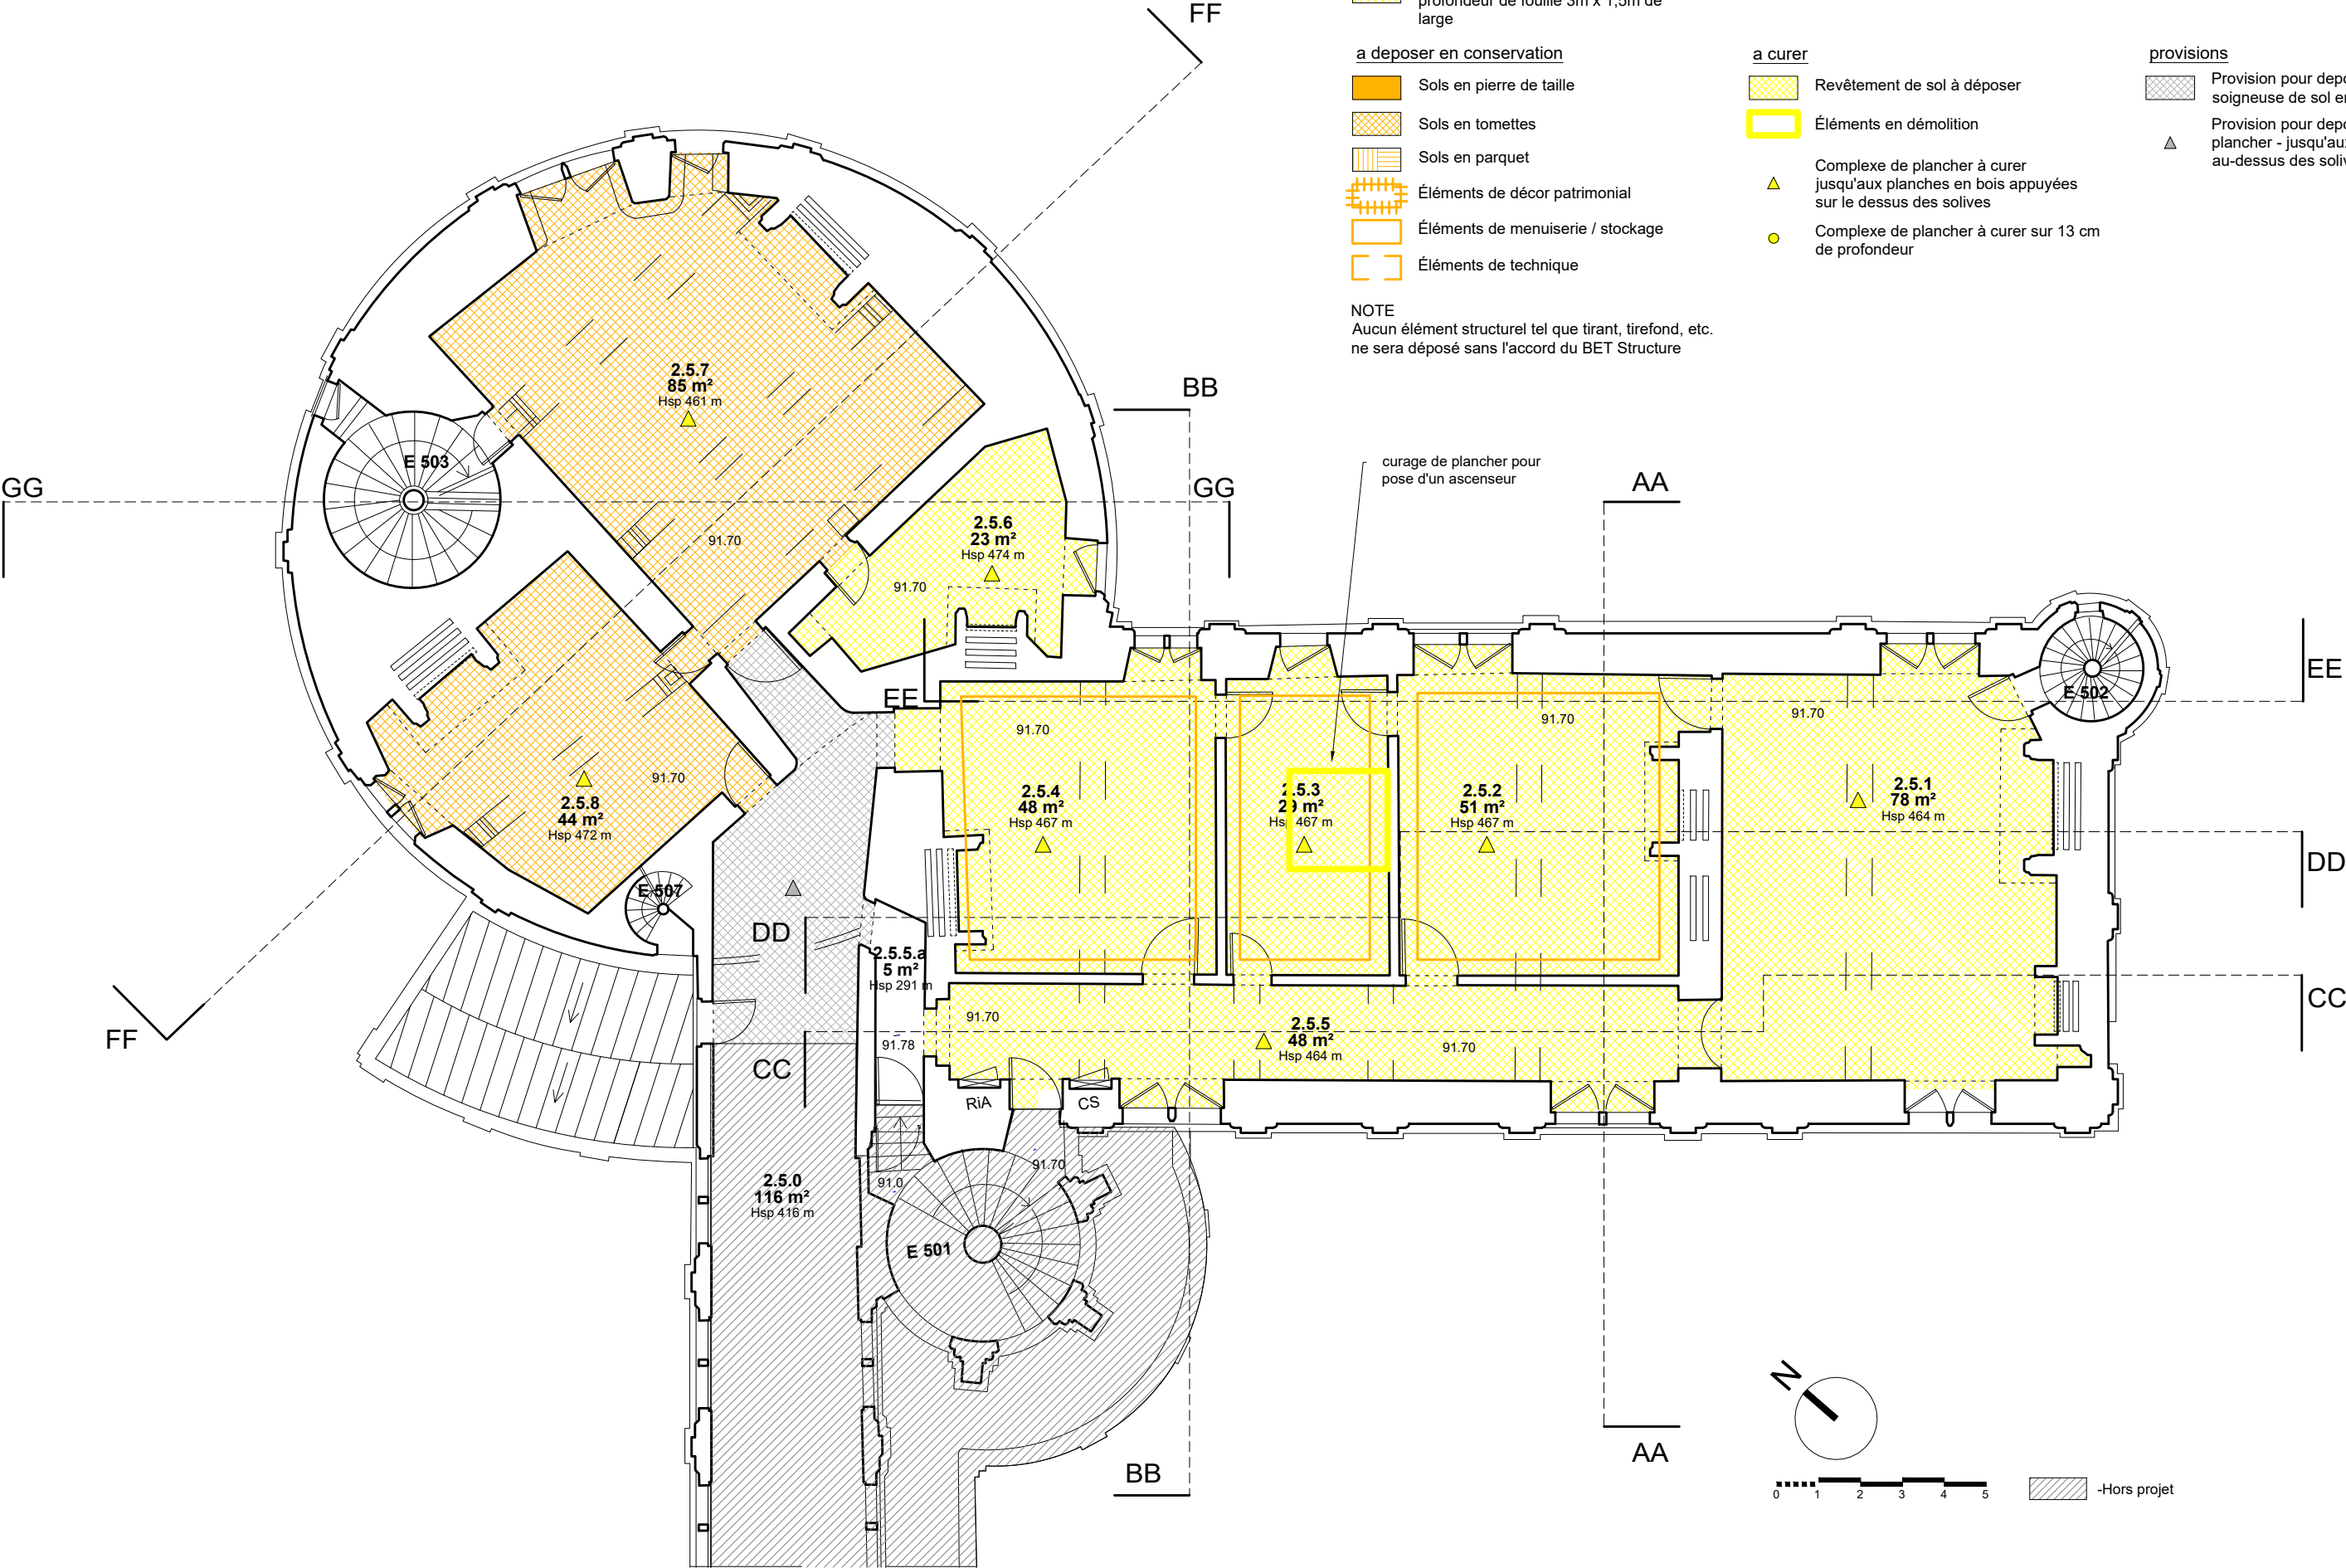 profondeur de fouille 3m x 1,5m de
large
a deposer en conservation
Sols en pierre de taille
Sols en tomettes
Sols en parquet
Éléments de décor patrimonial
Éléments de menuiserie / stockage
Éléments de technique
a curer
Revêtement de sol à déposer
Éléments en démolition
Complexe de plancher à curer
jusqu'aux planches en bois appuyées
sur le dessus des solives
Complexe de plancher à curer sur 13 cm
de profondeur
provisions
Provision pour
soigneuse de sol
Provision pour
plancher -
au-dessus des
NOTE
Aucun élément structurel tel que tirant, tirefond, etc.
ne sera déposé sans l'accord du BET Structure
FF
BB
GG
GG
AA
curage de plancher pour
pose d'un ascenseur
2.5.7
85 m²
Hsp 461 m
91.70
E 503
2.5.6
23 m²
Hsp 474 m
91.70
EE
EE
E 502
2.5.8
44 m²
Hsp 472 m
91.70
E 507
2.5.4
48 m²
Hsp 467 m
91.70
2.5.3
29 m²
Hsp 467 m
2.5.2
51 m²
Hsp 467 m
91.70
2.5.1
78 m²
Hsp 464 m
91.70
DD
DD
2.5.5.a
5 m²
Hsp 291 m
91.78
CC
CC
2.5.5
48 m²
Hsp 464 m
91.70
91.70
RiA
CS
FF
2.5.0
116 m²
Hsp 416 m
91.0
91.70
E 501
BB
AA
N
0 1 2 3 4 5
-Hors projet